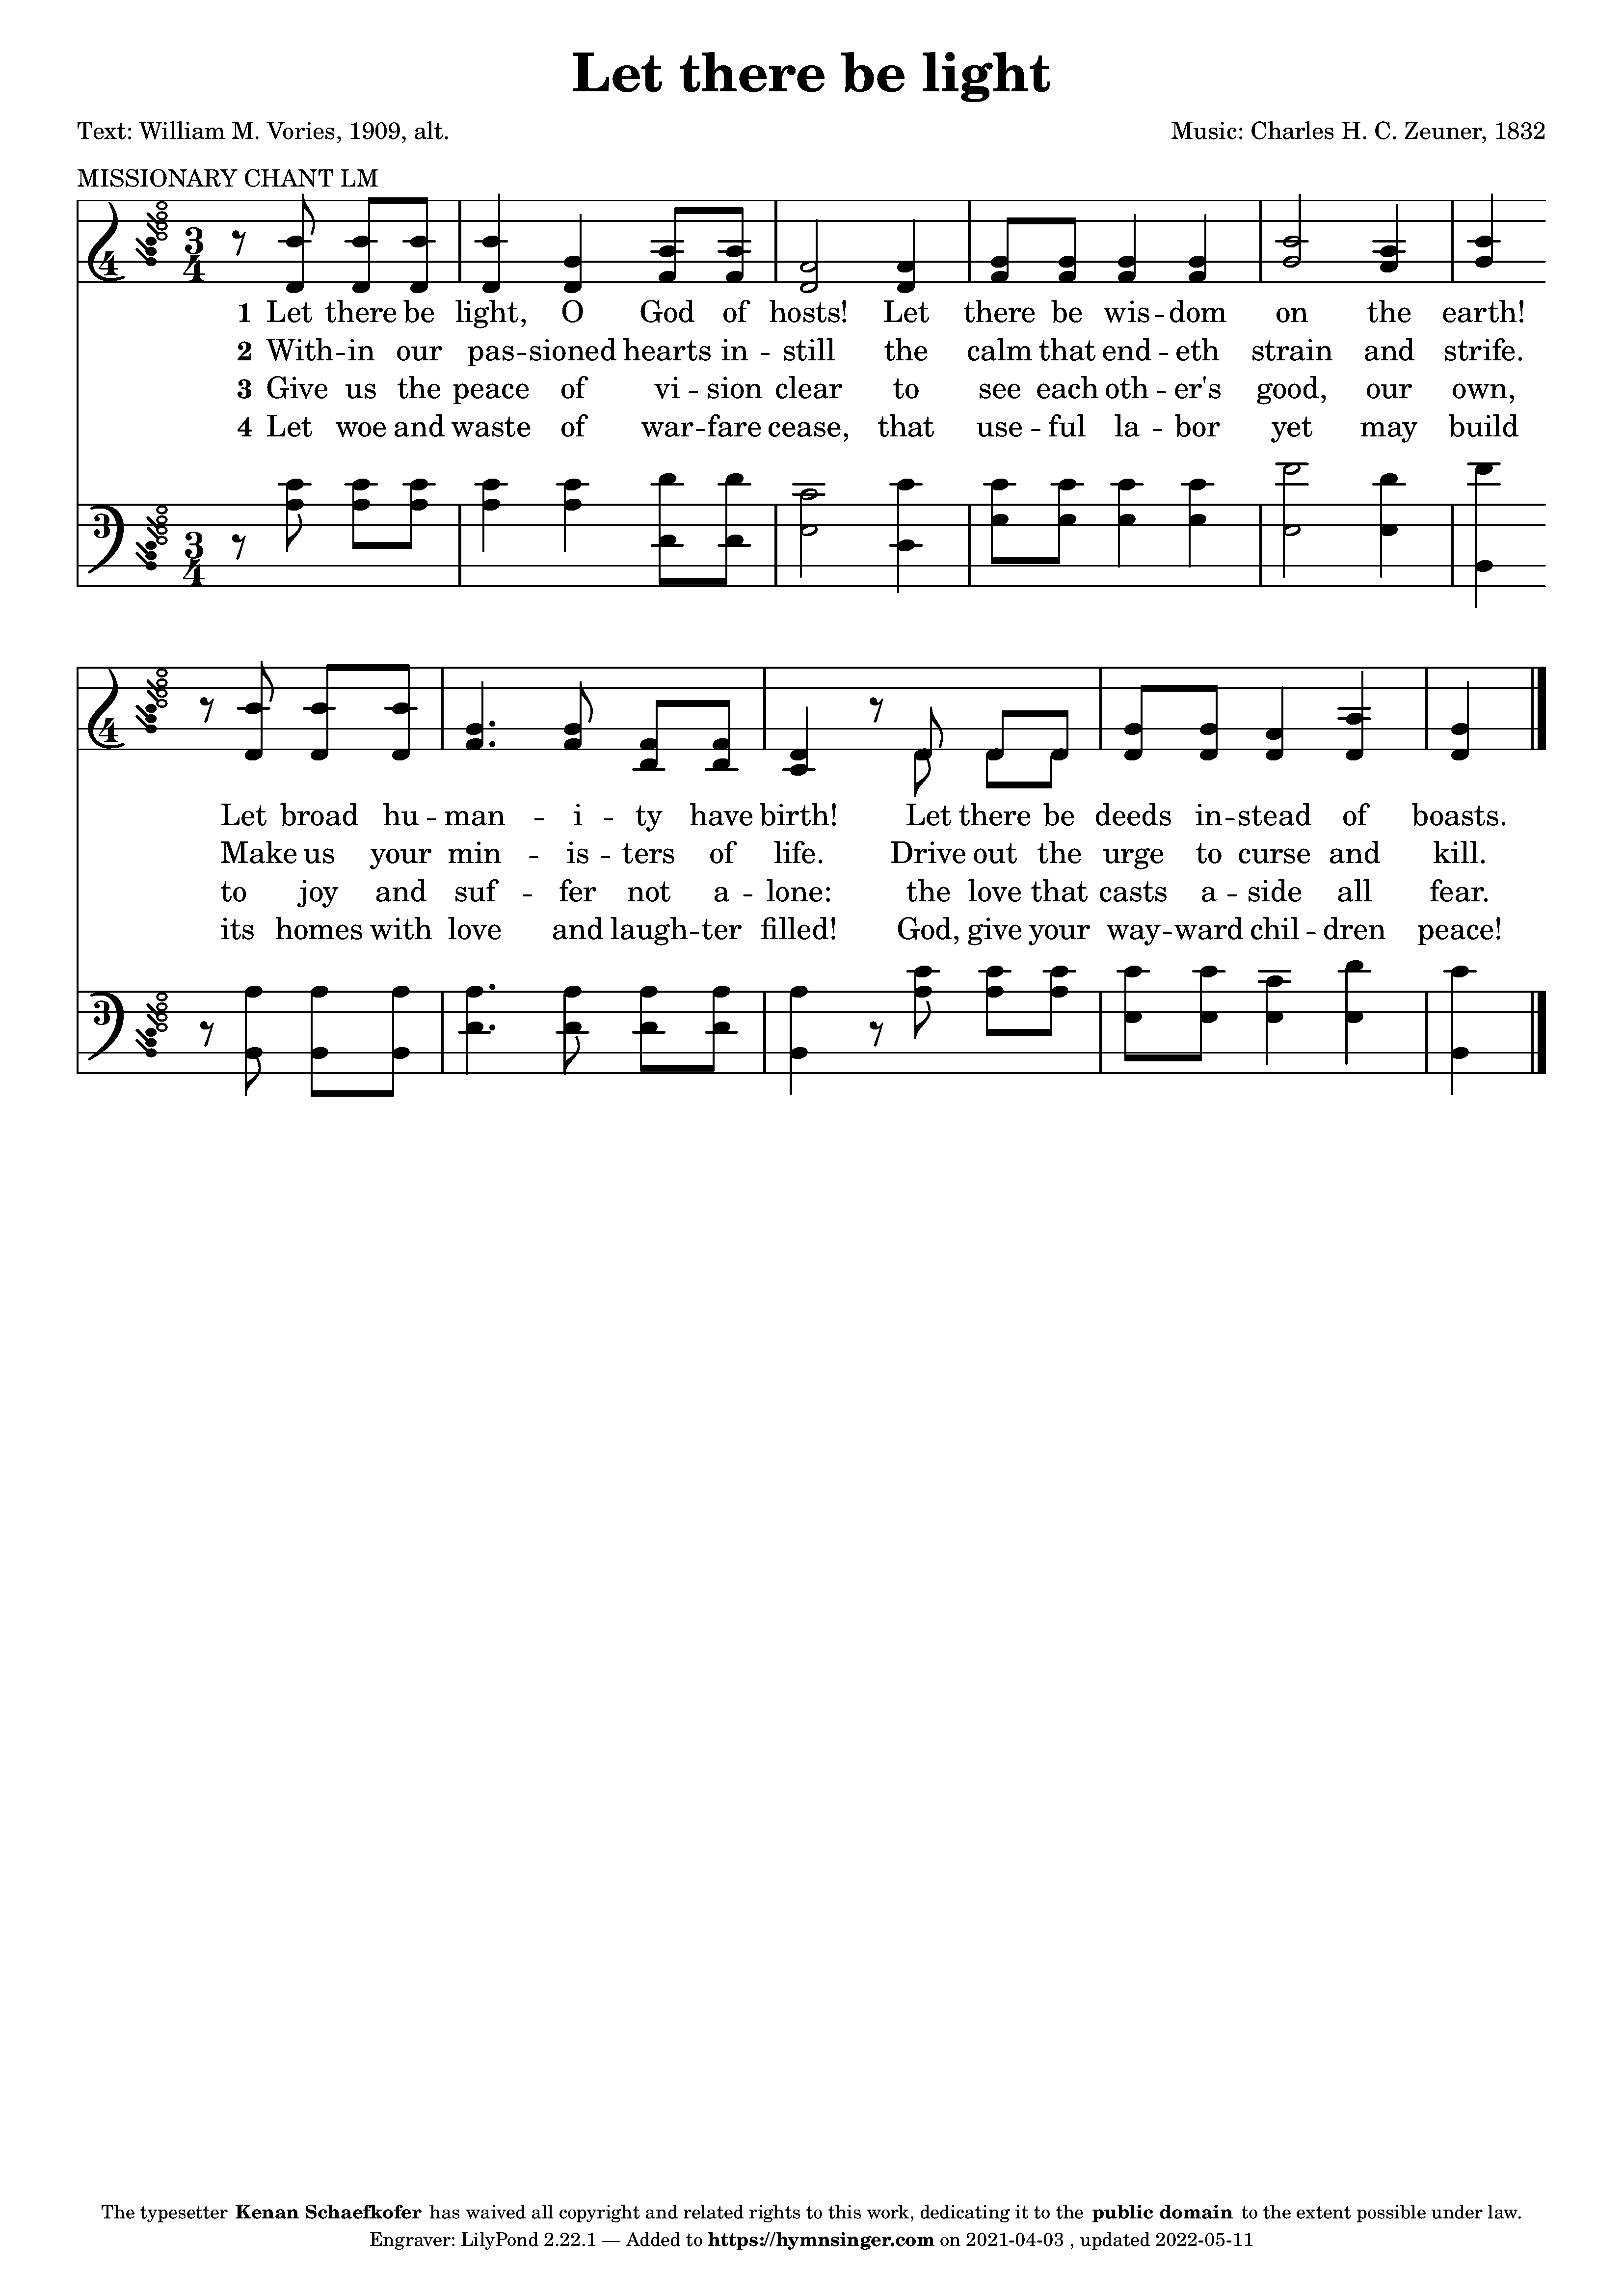 Let there be light
Text: William M. Vories, 1909, alt.
Music: Charles H. C. Zeuner, 1832
MISSIONARY CHANT LM
4 3 4
1 Let there be light, O God of hosts! Let there be wis -- dom on the earth!
2 With -- in our pas -- sioned hearts in -- still the calm that end -- eth strain and strife.
3 Give us the peace of vi -- sion clear to see each oth -- er's good, our own,
4 Let woe and waste of war -- fare cease, that use -- ful la -- bor yet may build
3 3 4
4
Let broad hu -- man -- i -- ty have birth! Let there be deeds in -- stead of boasts.
Make us your min -- is -- ters of life. Drive out the urge to curse and kill.
to joy and suf -- fer not a -- lone: the love that casts a -- side all fear.
its homes with love and laugh -- ter filled! God, give your way -- ward chil -- dren peace!
3
The typesetter Kenan Schaefkofer has waived all copyright and related rights to this work, dedicating it to the public domain to the extent possible under law.
Engraver: LilyPond 2.22.1 — Added to https://hymnsinger.com on 2021-04-03 , updated 2022-05-11